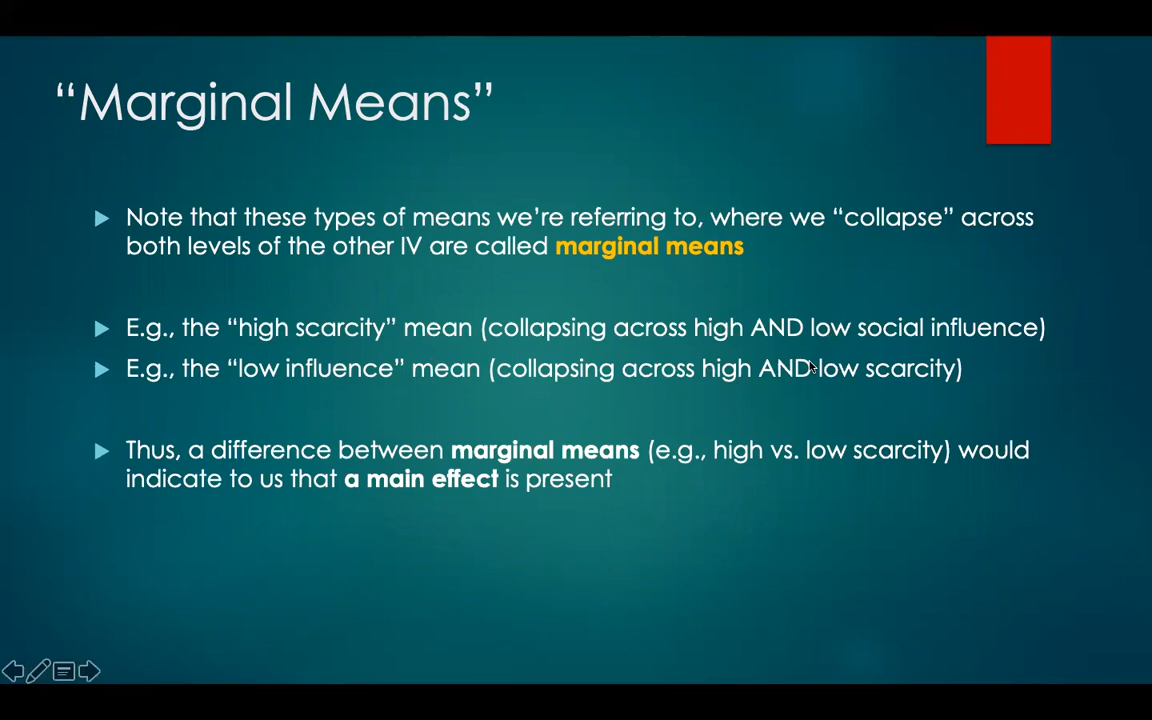 “Marginal Means”
Note that these types of means we’re referring to, where we “collapse” across
both levels of the other IV are called marginal means
E.g., the “high scarcity” mean (collapsing across high AND low social influence)
E.g., the “low influence” mean (collapsing across high AND low scarcity)
Thus, a difference between marginal means (e.g., high vs. low scarcity) would
indicate to us that a main effect is present